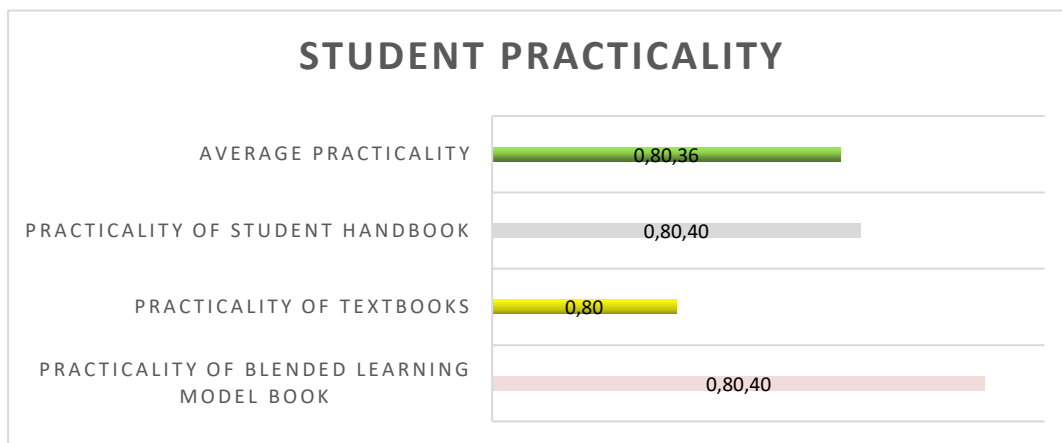 STUDENT PRACTICALITY
AVERAGE PRACTICALITY
0,80,36
PRACTICALITY OF STUDENT HANDBOOK
0,80,40
PRACTICALITY OF TEXTBOOKS
0,80
PRACTICALITY OF BLENDED LEARNING
MODEL BOOK
0,80,40